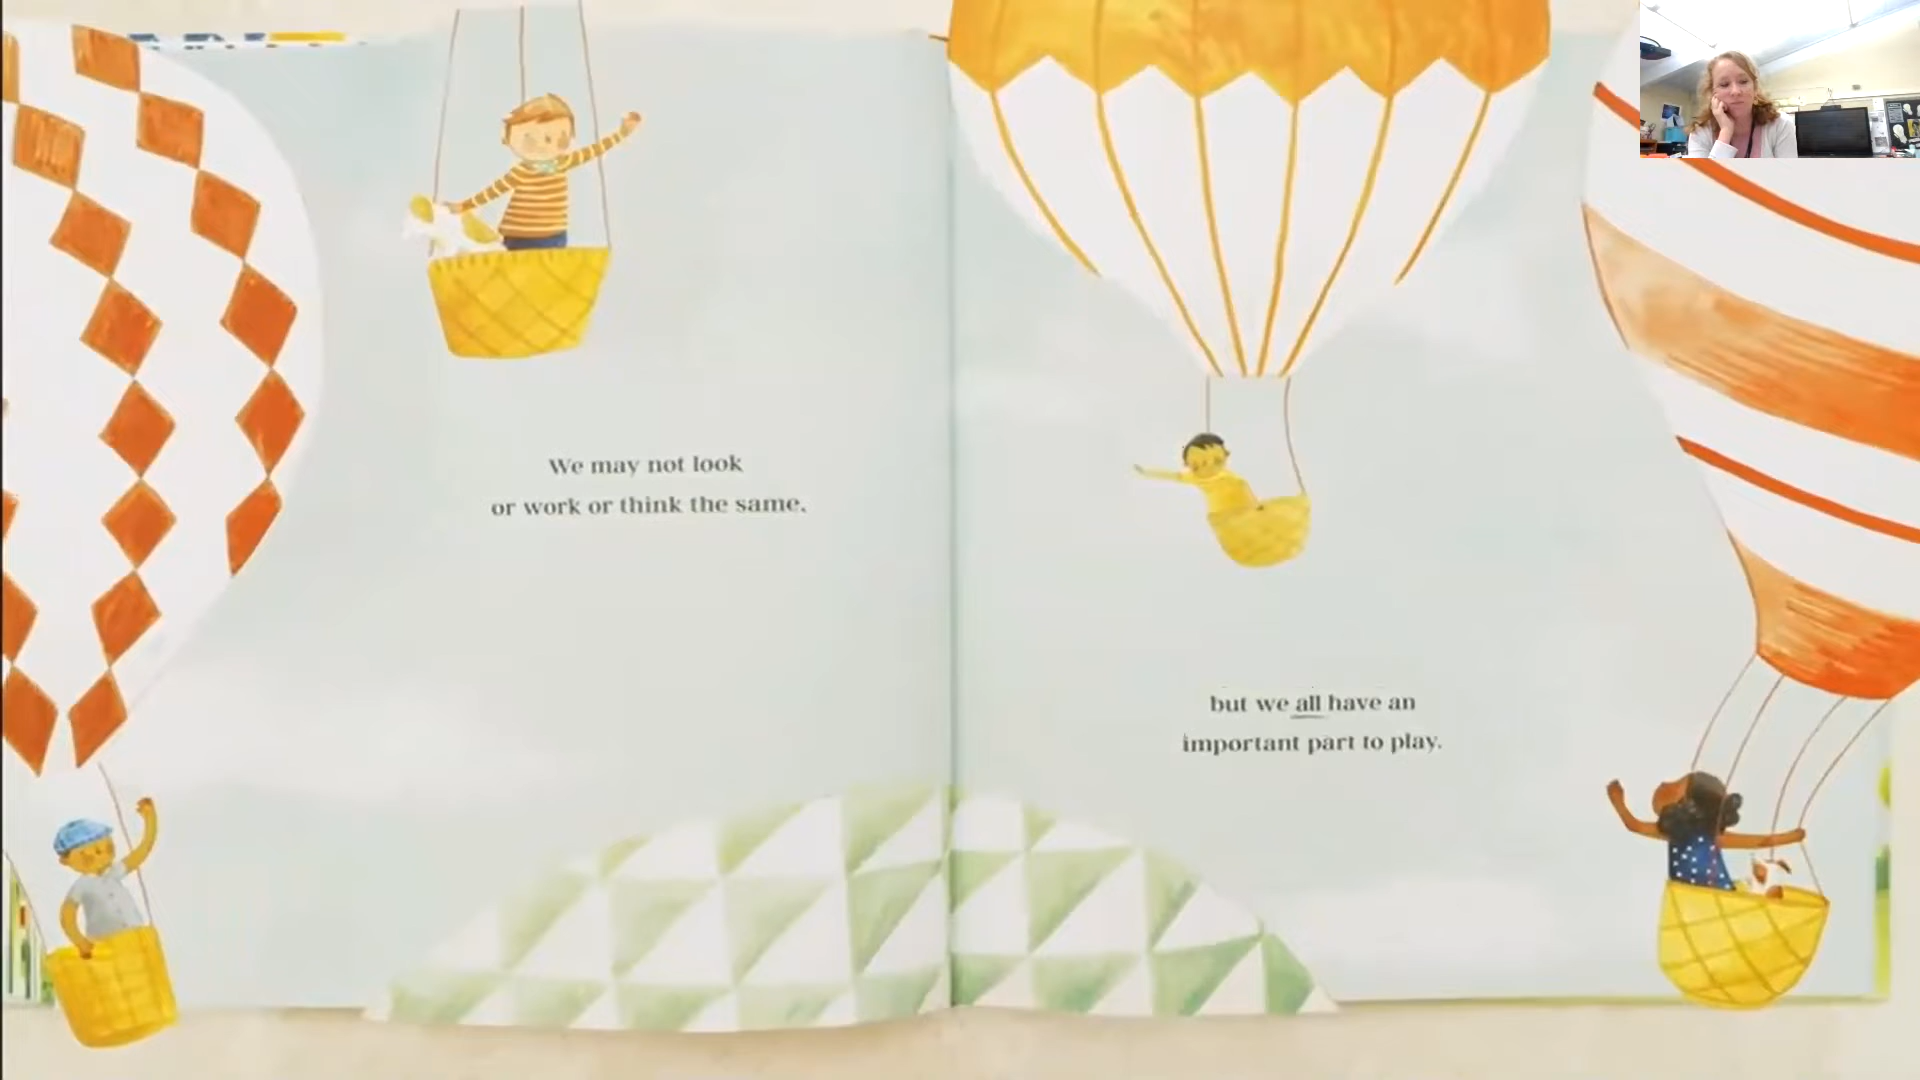 We may not look
or work or think the same,
but we all have an
important part to play.